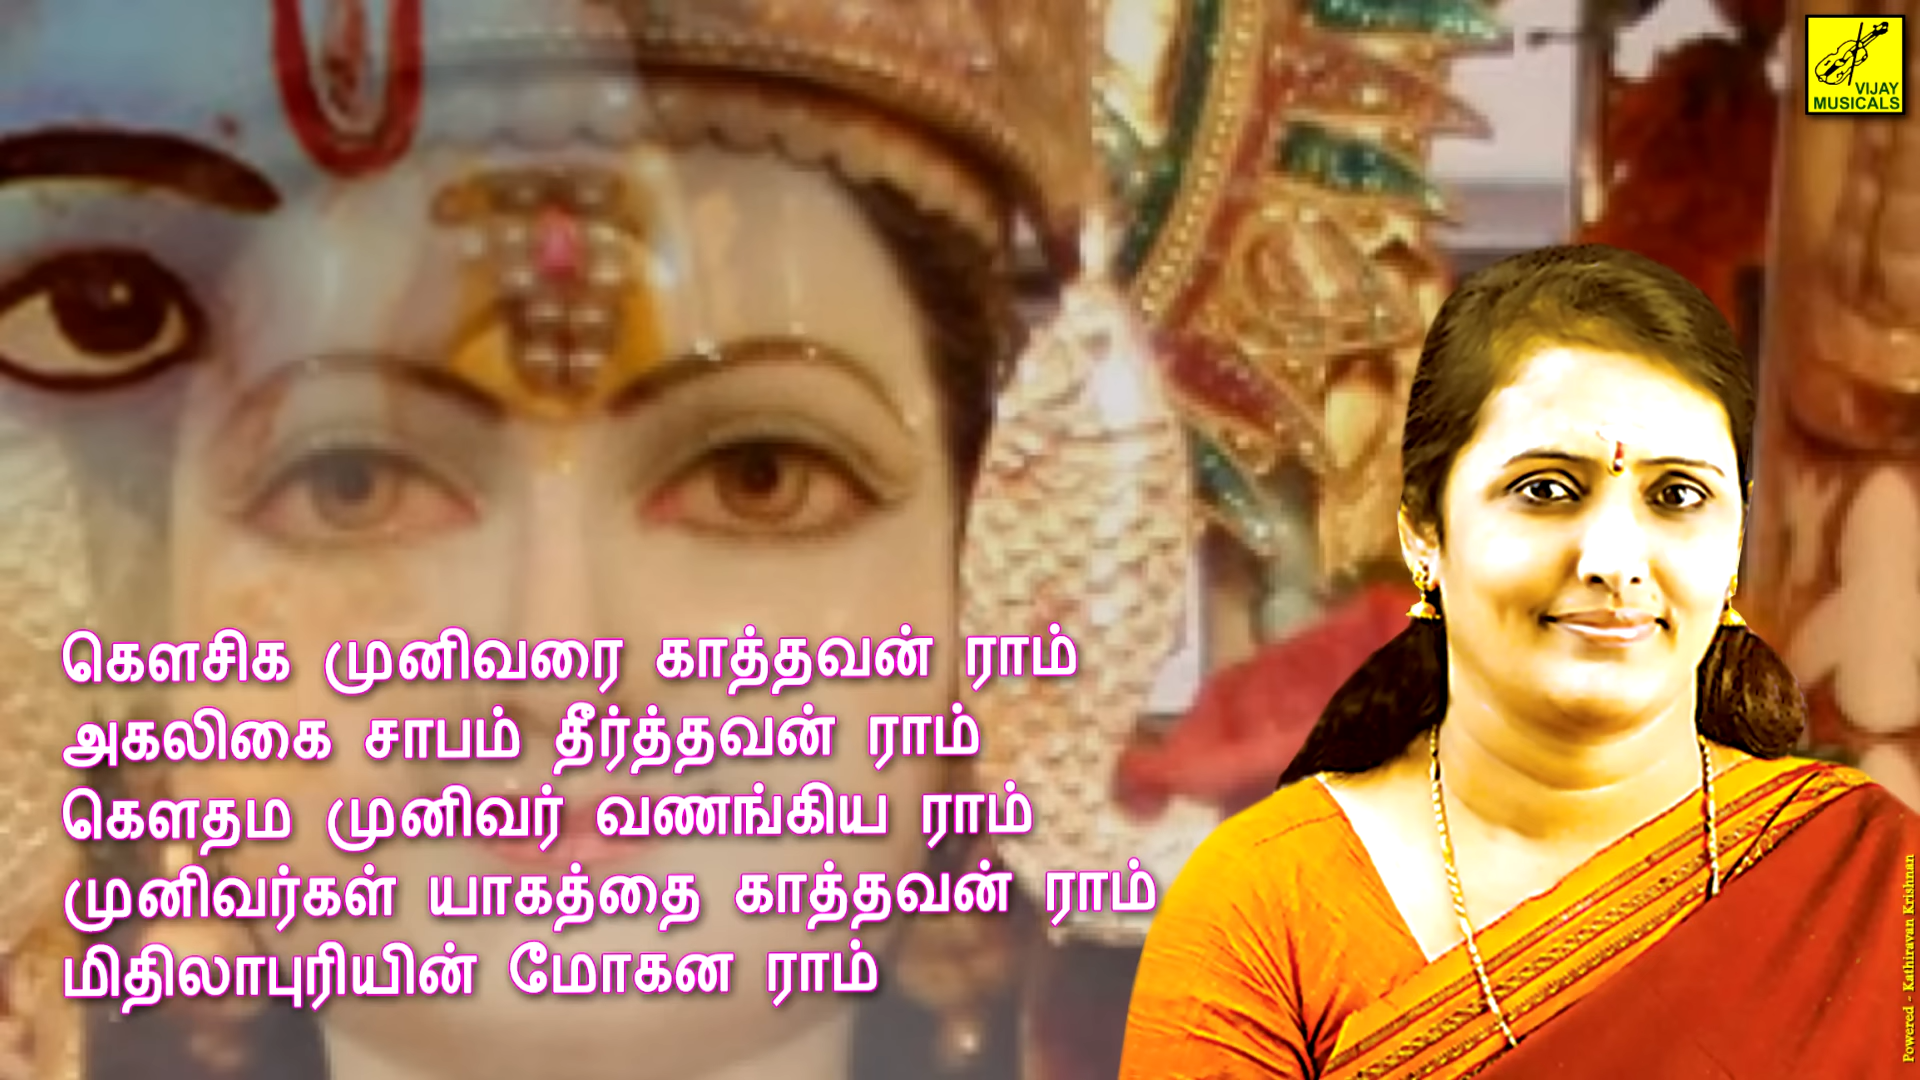 VIJAY
MUSICALS
கௌசிக முனிவரை காத்தவன் ராம்
அகலிகை சாபம் தீர்த்தவன் ராம்
கௌதம முனிவர் வணங்கிய ராம்
முனிவர்கள் யாகத்தை காத்தவன் ராம்
மிதிலாபுரியின் மோகன ராம்
Powered - Kathiravan Krishnan